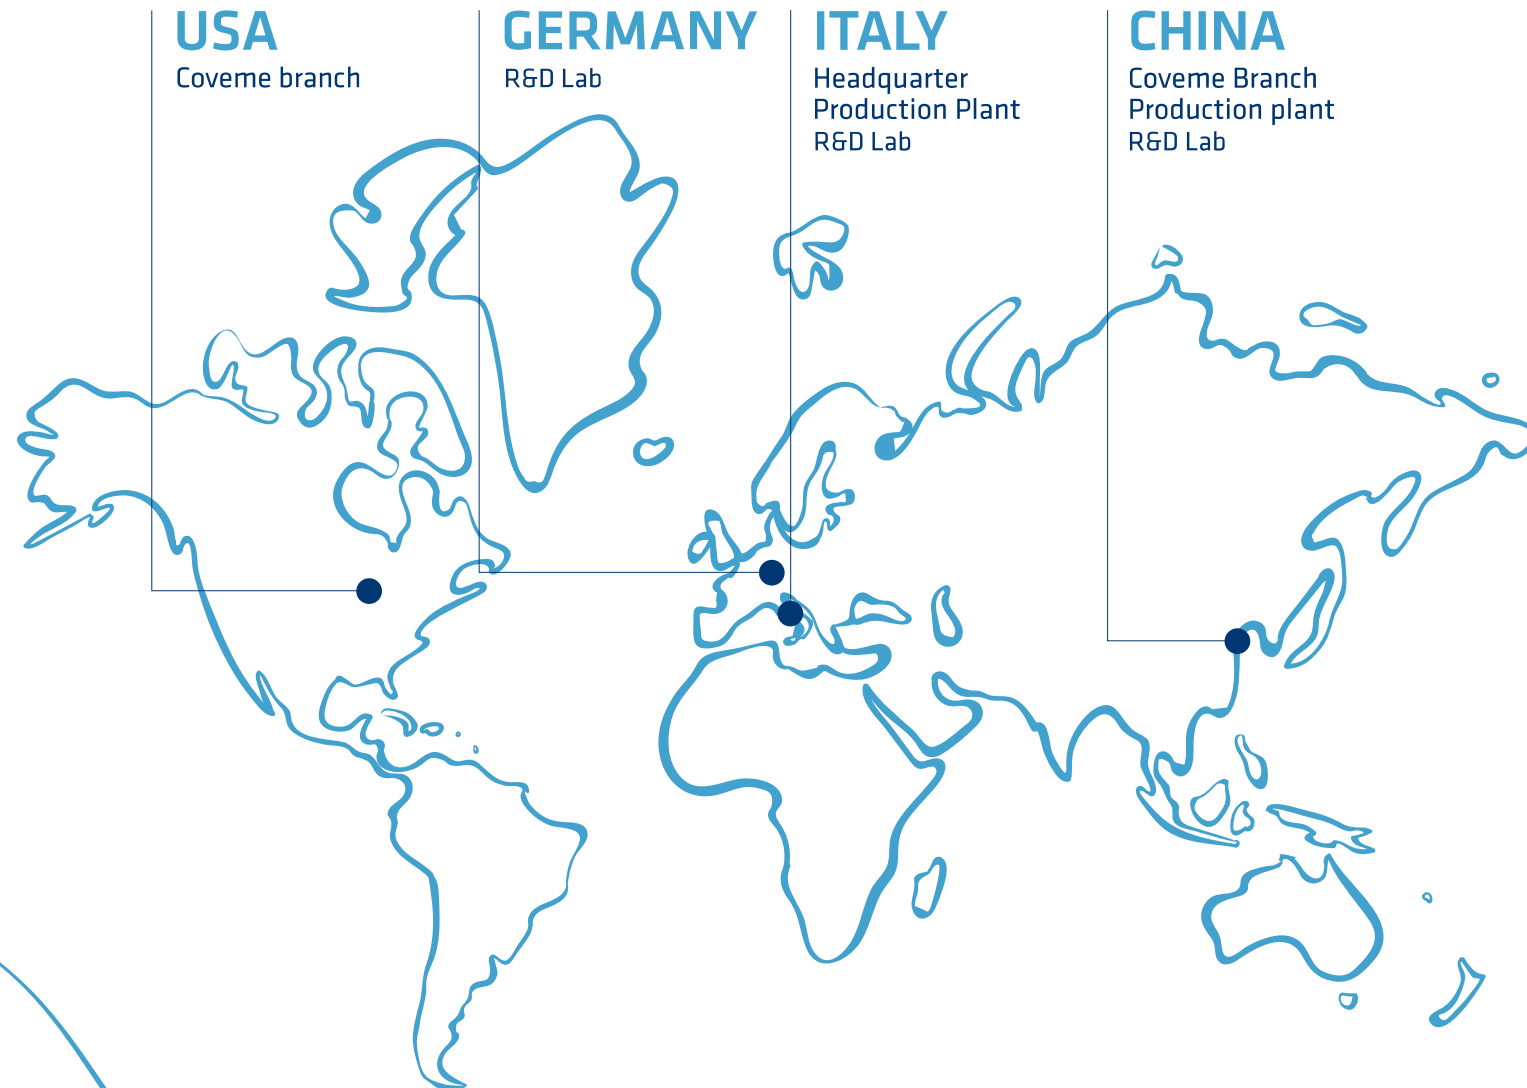 USA
Coveme branch
GERMANY
R&D Lab
ITALY
Headquarter
Production Plant
R&D Lab
CHINA
Coveme Branch
Production plant
R&D Lab